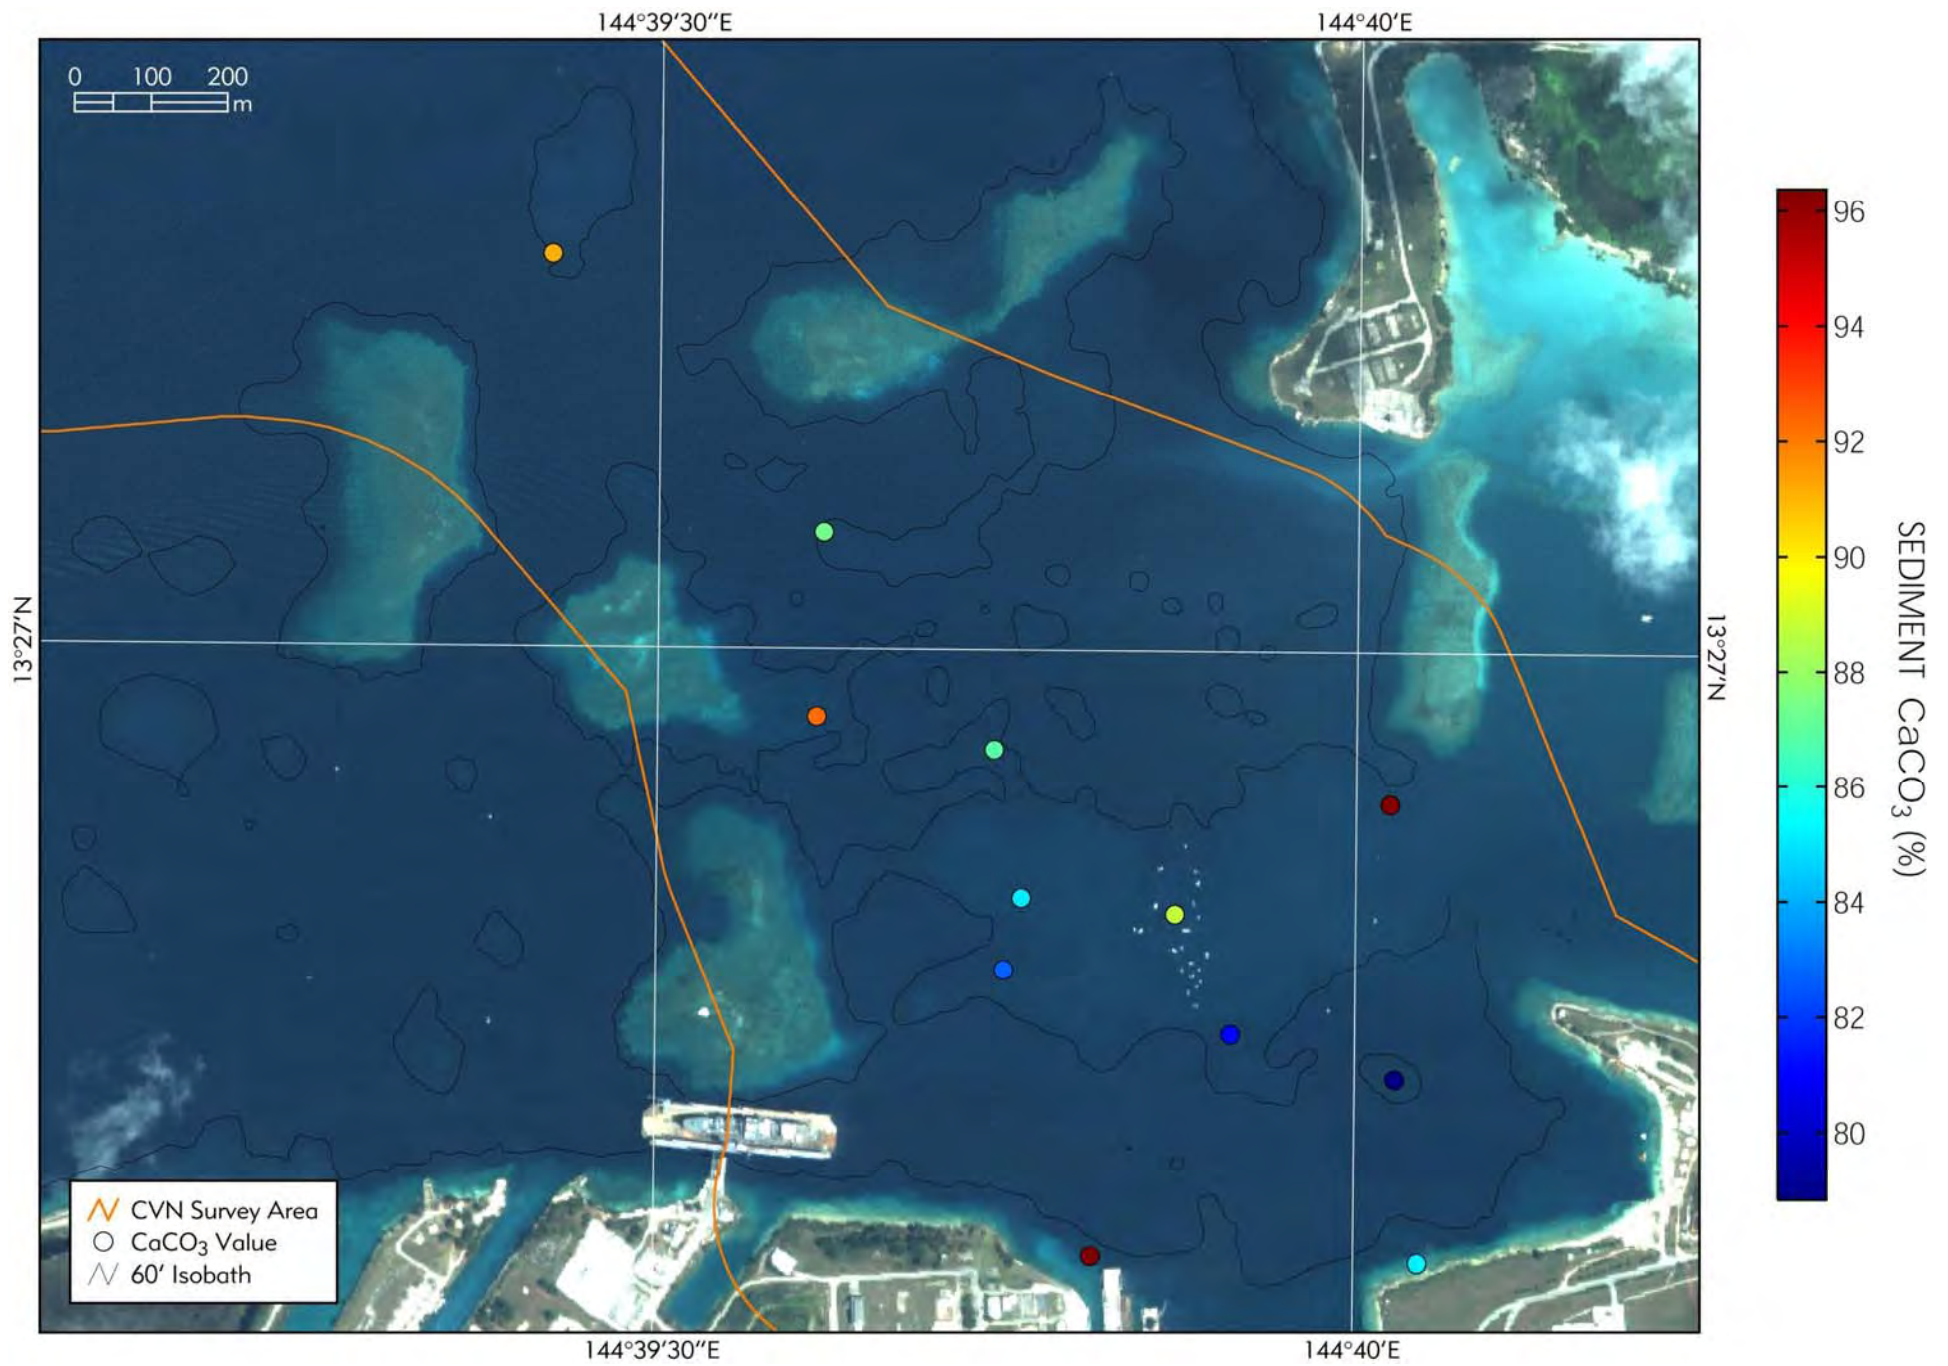 144°39'30"E 144°40'E
0 100 200
m
13°27'N
13°27'N
96
94
92
90
88
86
84
82
80
SEDIMENT CaCO₃ (%)
CVN Survey Area
CaCO₃ Value
60' Isobath
144°39'30"E 144°40'E